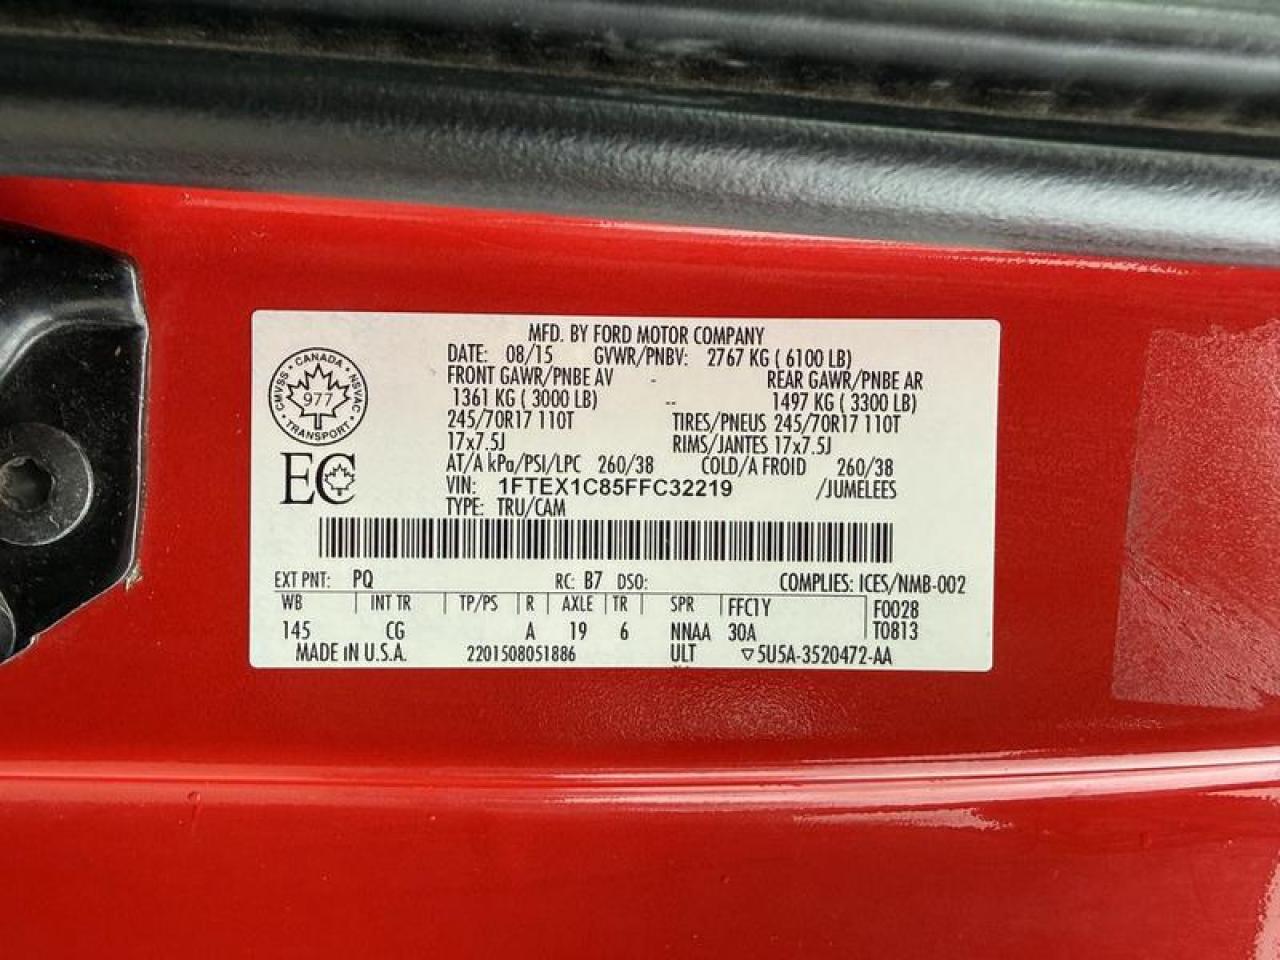 MFD. BY FORD MOTOR COMPANY
DATE: 08/15 GVWR/PNBV: 2767 KG ( 6100 LB)
FRONT GAWR/PNBE AV - REAR GAWR/PNBE AR
1361 KG ( 3000 LB) -- 1497 KG ( 3300 LB)
245/70R17 110T TIRES/PNEUS 245/70R17 110T
17x7.5J RIMS/JANTES 17x7.5J
AT/A kPa/PSI/LPC 260/38 COLD/A FROID 260/38
VIN: 1FTEX1C85FFC32219 /JUMELEES
TYPE: TRU/CAM
CANADA
CMVSS 977 NSVAC
TRANSPORT
EC
EXT PNT: PQ RC: B7 DSO: COMPLIES: ICES/NMB-002
WB INT TR TP/PS R AXLE TR SPR FFC1Y F0028
145 CG A 19 6 NNAA 30A T0813
MADE IN U.S.A. 2201508051886 ULT ▽5U5A-3520472-AA